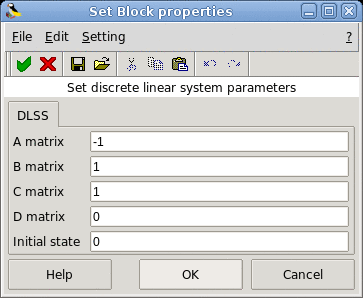 Set Block properties
File Edit Setting ?
Set discrete linear system parameters
DLSS
A matrix -1
B matrix 1
C matrix 1
D matrix 0
Initial state 0
Help OK Cancel